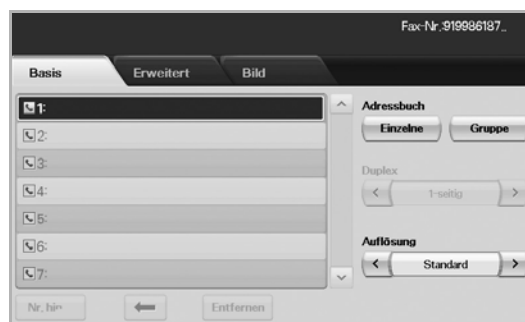 Fax-Nr.:919986187_
Basis
Erweitert
Bild
1:
2:
3:
4:
5:
6:
7:
Nr. hin
Entfernen
Adressbuch
Einzelne
Gruppe
Duplex
1-seitig
Auflösung
Standard